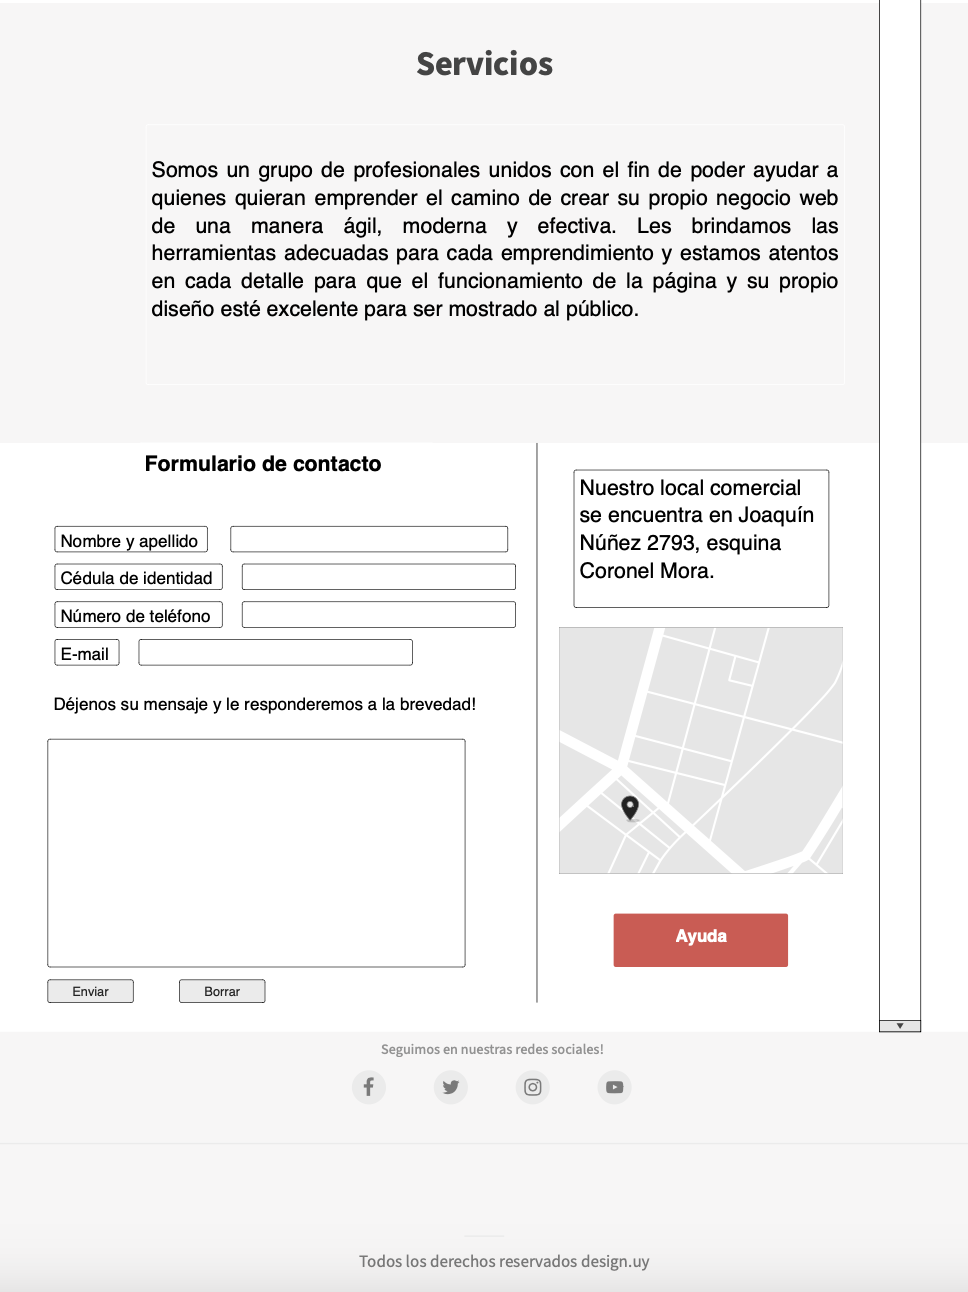 Servicios
Somos un grupo de profesionales unidos con el fin de poder ayudar a
quienes quieran emprender el camino de crear su propio negocio web
de una manera ágil, moderna y efectiva. Les brindamos las
herramientas adecuadas para cada emprendimiento y estamos atentos
en cada detalle para que el funcionamiento de la página y su propio
diseño esté excelente para ser mostrado al público.
Formulario de contacto
Nombre y apellido
Cédula de identidad
Número de teléfono
E-mail
Déjenos su mensaje y le responderemos a la brevedad!
Enviar
Borrar
Nuestro local comercial
se encuentra en Joaquín
Núñez 2793, esquina
Coronel Mora.
Ayuda
Seguimos en nuestras redes sociales!
Todos los derechos reservados design.uy